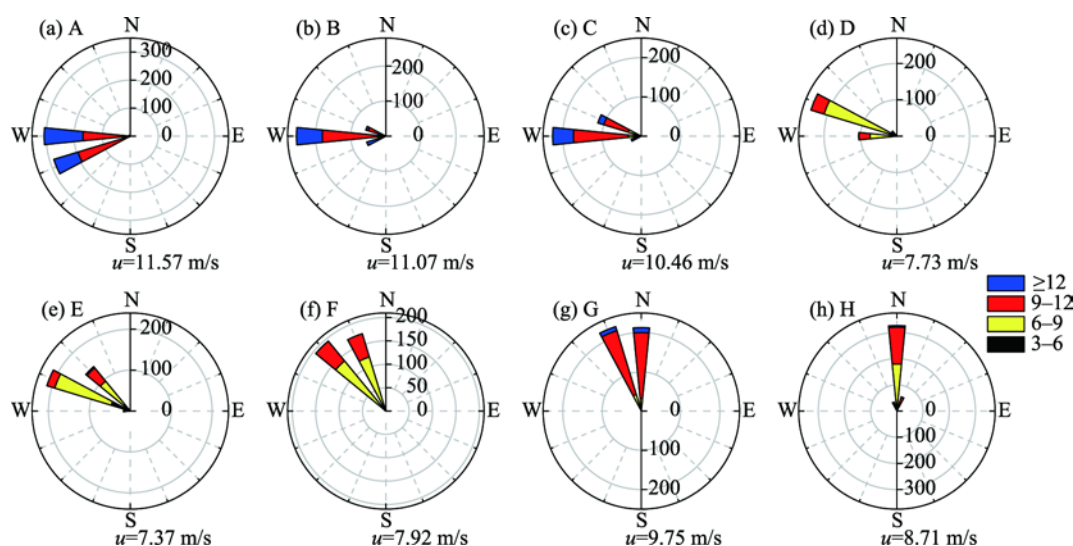 (a) A
N
300
200
100
0
W
E
S
u=11.57 m/s
(b) B
N
200
100
0
W
E
S
u=11.07 m/s
(c) C
N
200
100
0
W
E
S
u=10.46 m/s
(d) D
N
200
100
0
W
E
S
u=7.73 m/s
≥12
9–12
6–9
3–6
(e) E
N
200
100
0
W
E
S
u=7.37 m/s
(f) F
N
200
150
100
50
0
W
E
S
u=7.92 m/s
(g) G
N
W
0
E
100
200
S
u=9.75 m/s
(h) H
N
W
0
E
100
200
300
S
u=8.71 m/s